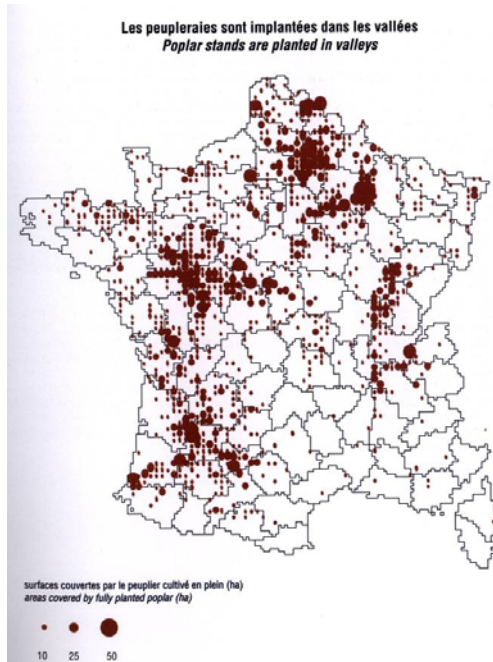 Les peupleraies sont implantées dans les vallées
Poplar stands are planted in valleys
surfaces couvertes par le peuplier cultivé en plein (ha)
areas covered by fully planted poplar (ha)
10 25 50